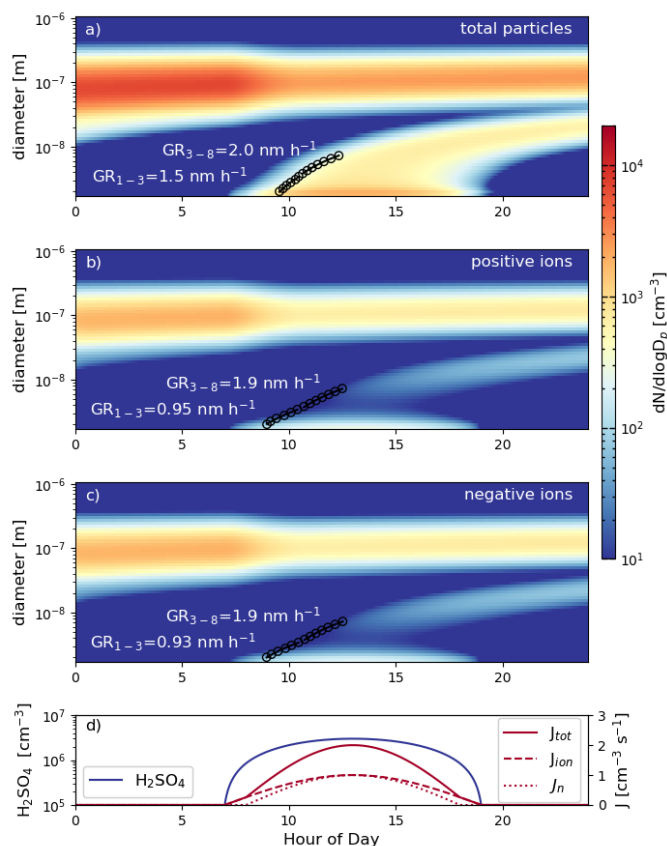 a)
total particles
GR₃₋₈=2.0 nm h⁻¹
GR₁₋₃=1.5 nm h⁻¹
diameter [m]
10⁻⁶
10⁻⁷
10⁻⁸
0 5 10 15 20
b)
positive ions
GR₃₋₈=1.9 nm h⁻¹
GR₁₋₃=0.95 nm h⁻¹
diameter [m]
10⁻⁶
10⁻⁷
10⁻⁸
0 5 10 15 20
c)
negative ions
GR₃₋₈=1.9 nm h⁻¹
GR₁₋₃=0.93 nm h⁻¹
diameter [m]
10⁻⁶
10⁻⁷
10⁻⁸
0 5 10 15 20
10⁴
10³
10²
10¹
dN/dlogDₚ [cm⁻³]
d)
H₂SO₄ [cm⁻³]
10⁷
10⁶
10⁵
H₂SO₄
J_tot
J_ion
J_n
3
2
1
0
J [cm⁻³ s⁻¹]
0 5 10 15 20
Hour of Day